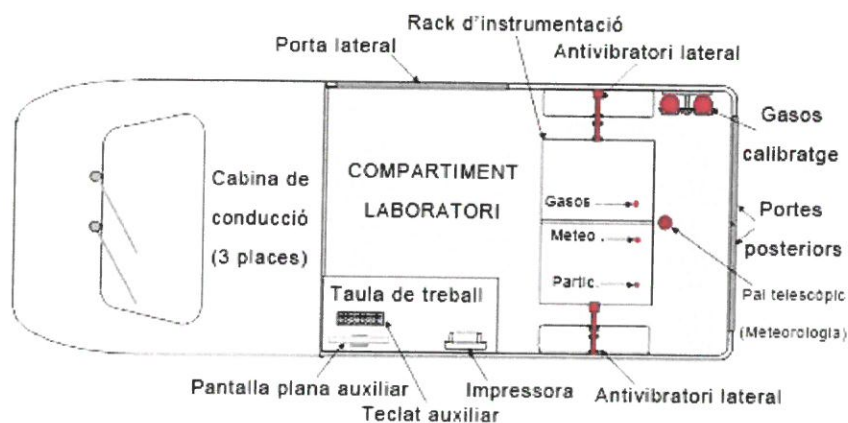 Rack d'instrumentació
Porta lateral
Antivibratori lateral
Gasos
calibratge
Cabina de
conducció
(3 places)
COMPARTIMENT
LABORATORI
Gasos
Meteo
Partic.
Portes
posteriors
Pal telescòpic
(Meteorologia)
Taula de treball
Pantalla plana auxiliar
Teclat auxiliar
Impressora
Antivibratori lateral